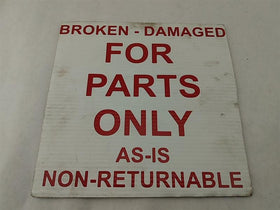 BROKEN - DAMAGED
FOR
PARTS
ONLY
AS-IS
NON-RETURNABLE